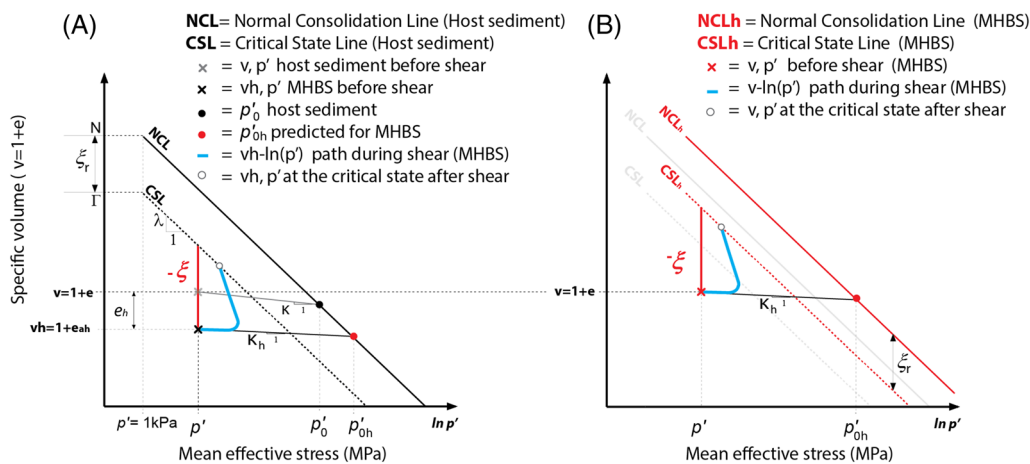 (A)
NCL= Normal Consolidation Line (Host sediment)
CSL = Critical State Line (Host sediment)
= v, p' host sediment before shear
= vh, p' MHBS before shear
= p'0 host sediment
= p'0h predicted for MHBS
= vh-ln(p') path during shear (MHBS)
= vh, p' at the critical state after shear
Specific volume ( v=1+e)
N
ξr
Γ
NCL
CSL
λ
1
-ξ
v=1+e
eh
vh=1+eah
κ 1
κh 1
p'= 1kPa
p'
p'0
p'0h
ln p'
Mean effective stress (MPa)
(B)
NCLh = Normal Consolidation Line (MHBS)
CSLh = Critical State Line (MHBS)
= v, p' before shear (MHBS)
= v-ln(p') path during shear (MHBS)
= v, p' at the critical state after shear
NCLh
NCL
CSLh
CSL
-ξ
v=1+e
κh 1
ξr
p'
p'0h
ln p'
Mean effective stress (MPa)